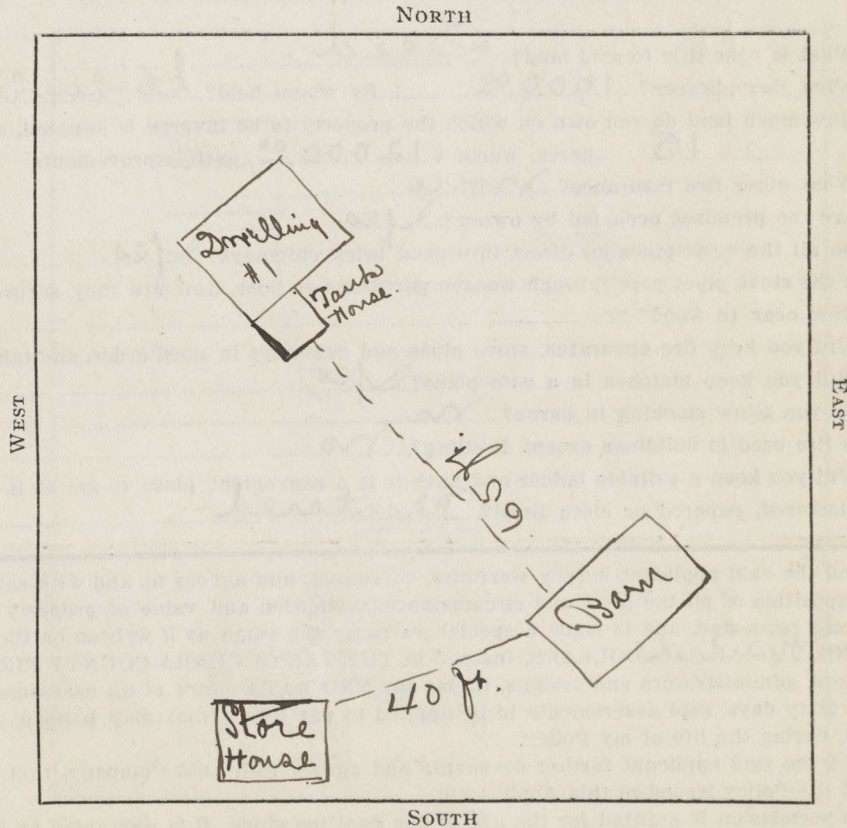 NORTH
Dwelling
#1
Tank
House
WEST
EAST
Barn
40 ft.
Store
House
SOUTH